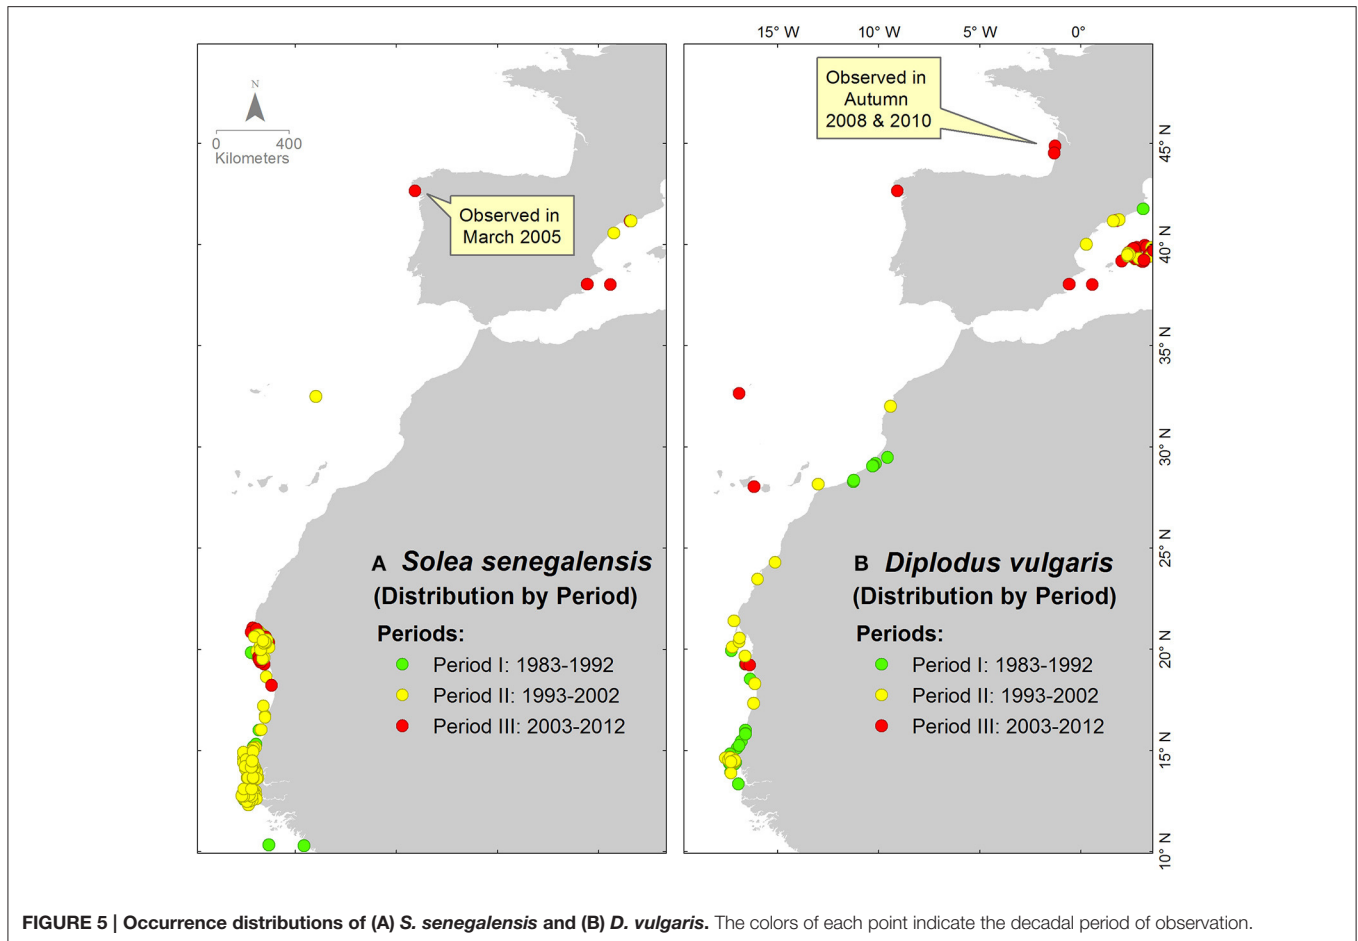 15° W 10° W 5° W 0°
N
0 400
Kilometers
Observed in
March 2005
A Solea senegalensis
(Distribution by Period)
Periods:
Period I: 1983-1992
Period II: 1993-2002
Period III: 2003-2012
Observed in
Autumn
2008 & 2010
B Diplodus vulgaris
(Distribution by Period)
Periods:
Period I: 1983-1992
Period II: 1993-2002
Period III: 2003-2012
45° N
40° N
35° N
30° N
25° N
20° N
15° N
10° N
FIGURE 5 | Occurrence distributions of (A) S. senegalensis and (B) D. vulgaris. The colors of each point indicate the decadal period of observation.